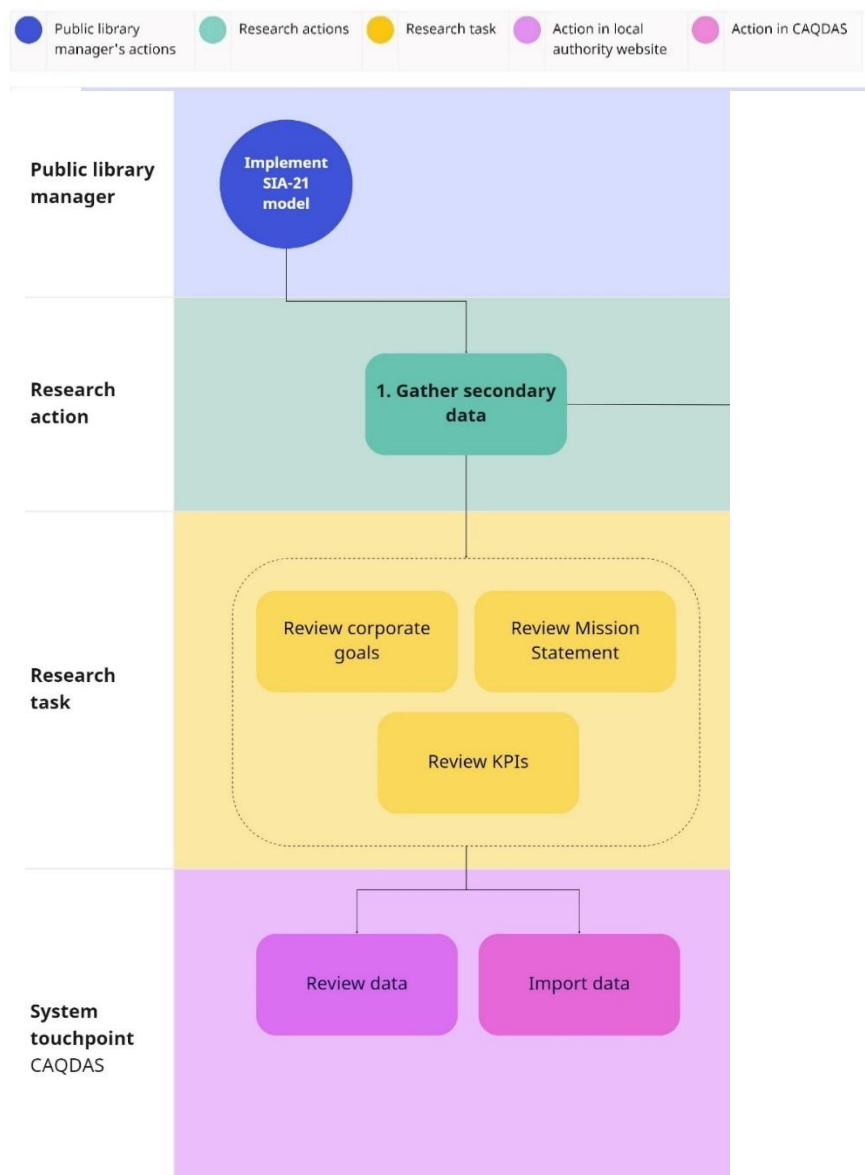 Public library
manager's actions
Research actions
Research task
Action in local
authority website
Action in CAQDAS
Public library
manager
Implement
SIA-21
model
Research
action
1. Gather secondary
data
Research
task
Review corporate
goals
Review Mission
Statement
Review KPIs
System
touchpoint
CAQDAS
Review data
Import data